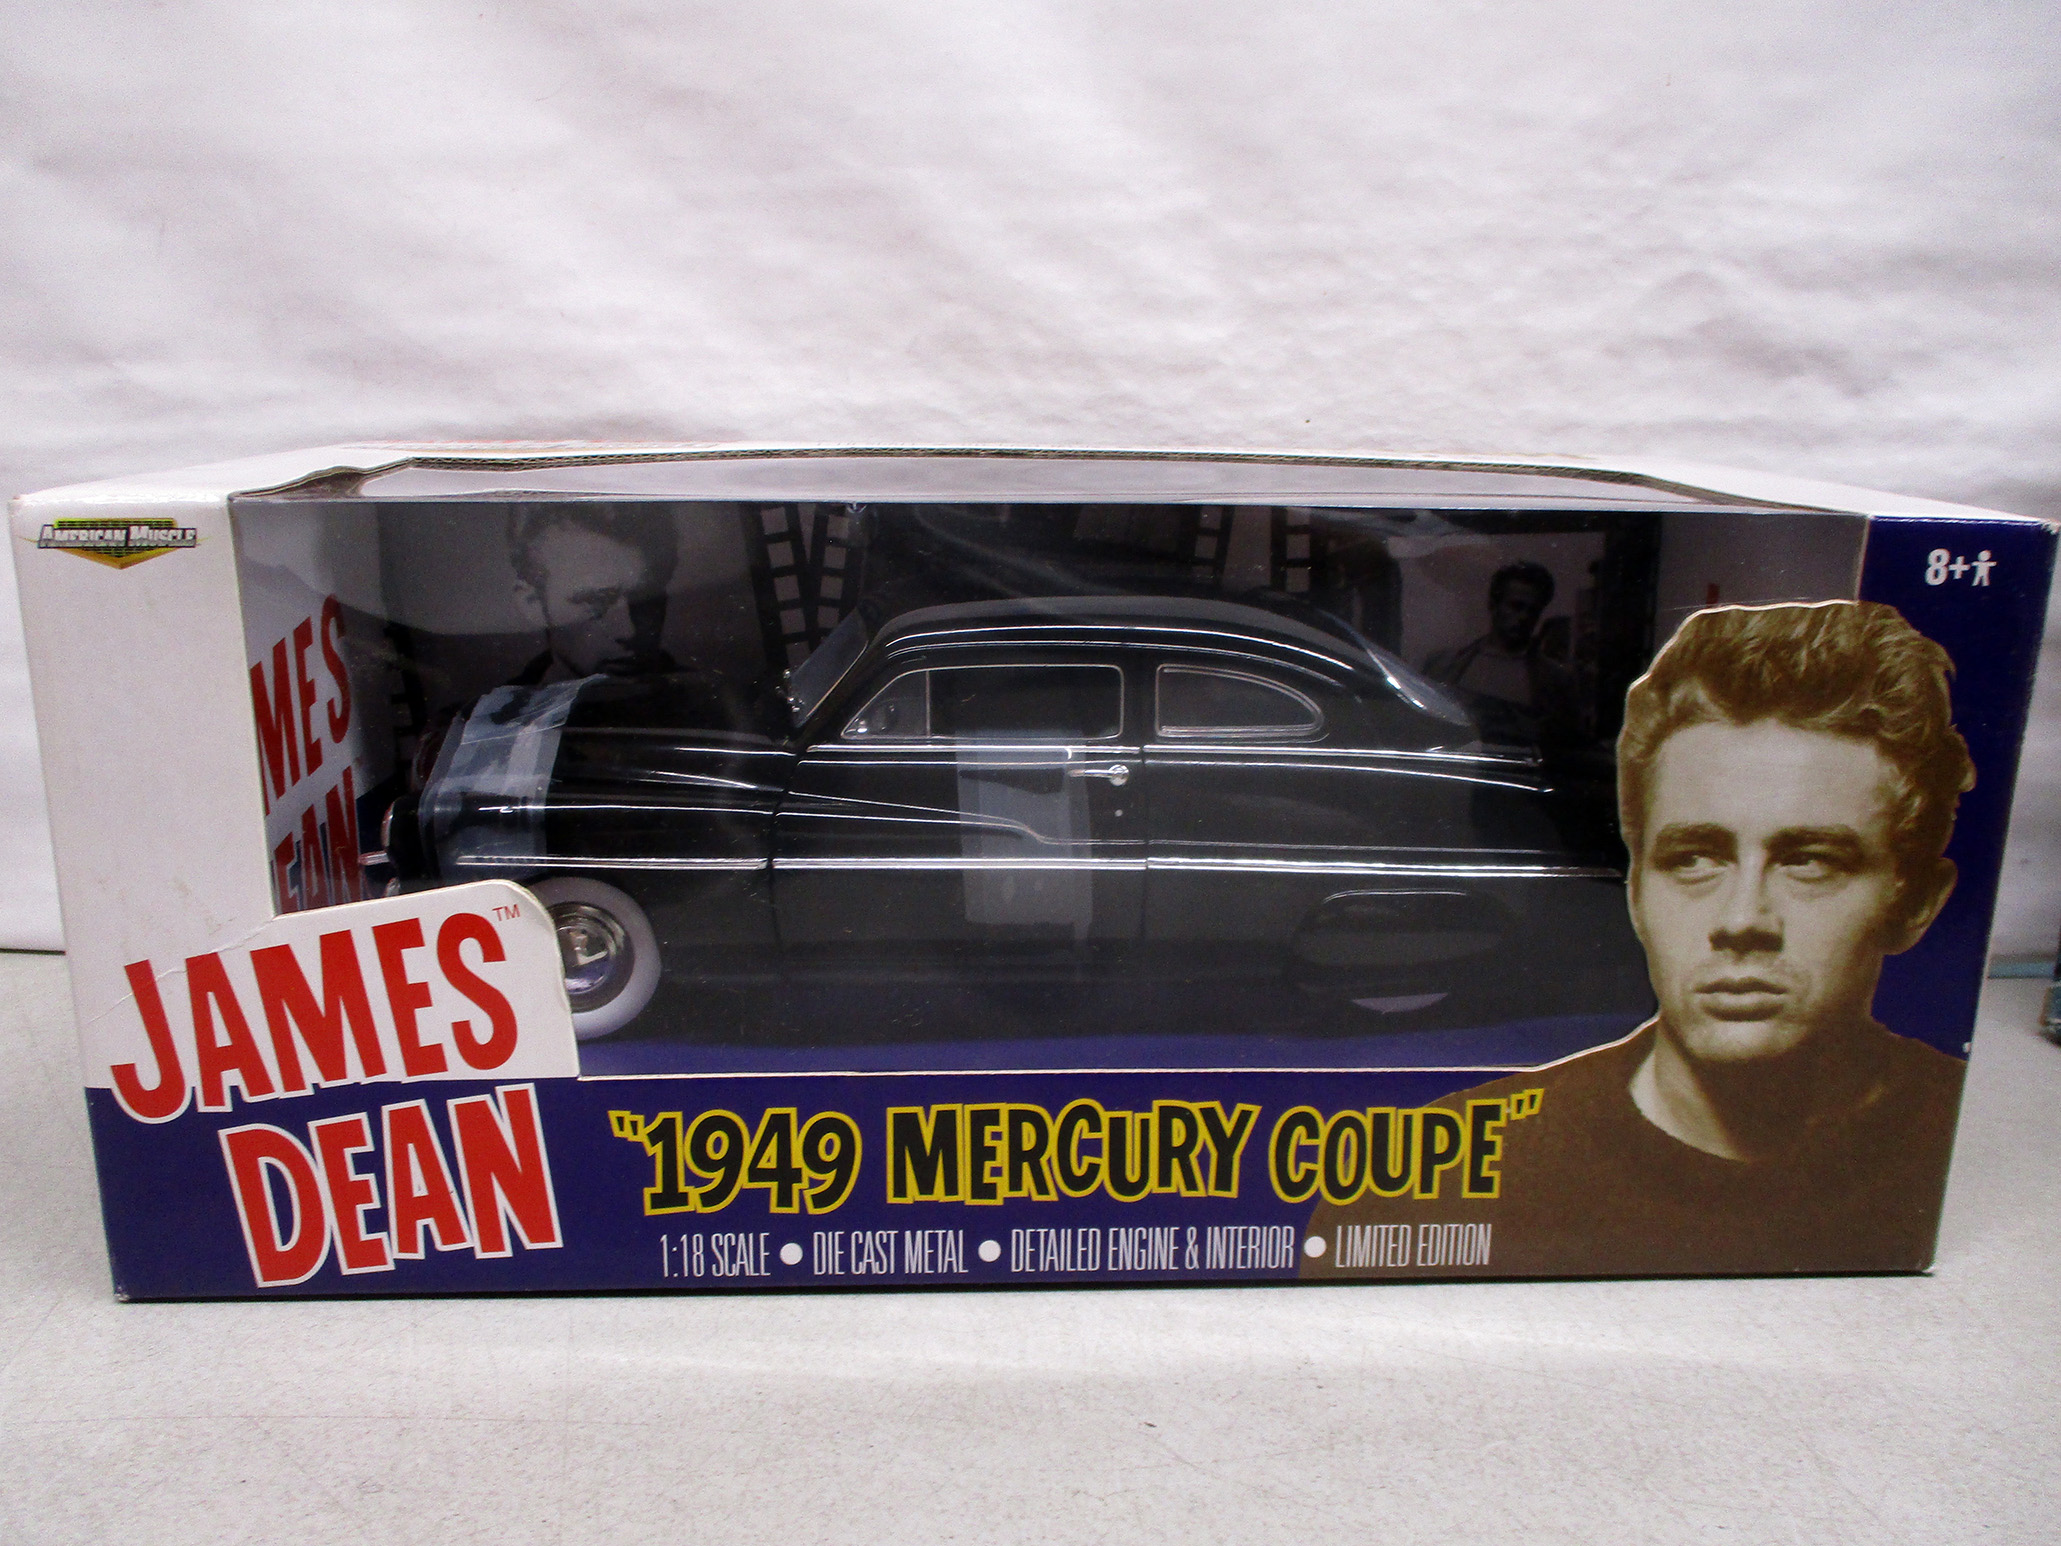 AMERICAN MUSCLE
8+
MES
EAN
JAMES™
DEAN
"1949 MERCURY COUPE"
1:18 SCALE • DIE CAST METAL • DETAILED ENGINE & INTERIOR • LIMITED EDITION